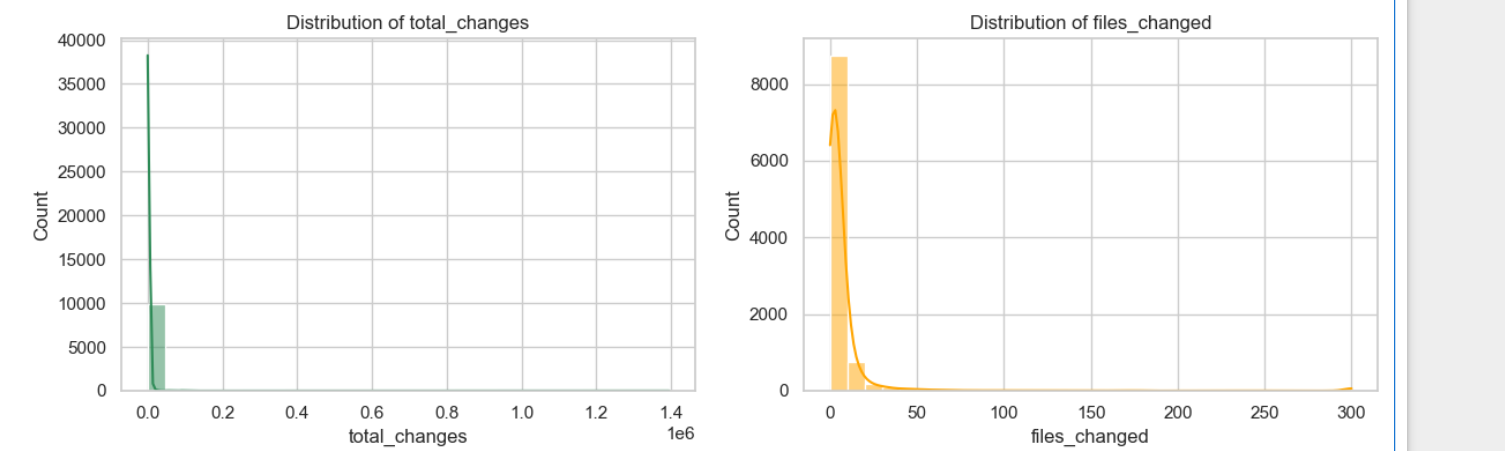 Distribution of total_changes
40000
35000
30000
25000
20000
15000
10000
5000
0
Count
0.0 0.2 0.4 0.6 0.8 1.0 1.2 1.4
1e6
total_changes
Distribution of files_changed
8000
6000
4000
2000
0
Count
0 50 100 150 200 250 300
files_changed